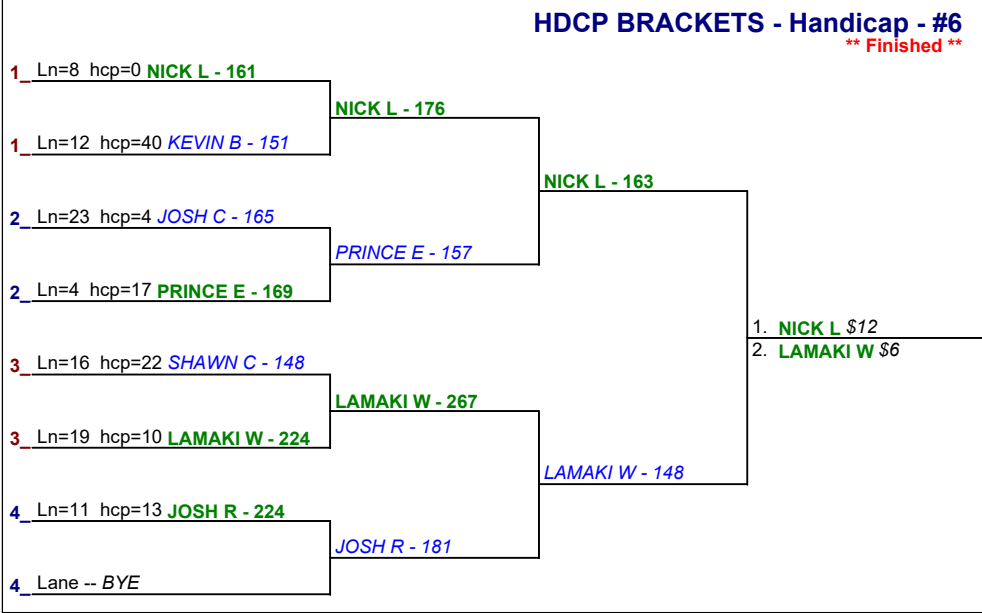 HDCP BRACKETS - Handicap - #6
** Finished **
1_ Ln=8 hcp=0 NICK L - 161
NICK L - 176
1_ Ln=12 hcp=40 KEVIN B - 151
NICK L - 163
2_ Ln=23 hcp=4 JOSH C - 165
PRINCE E - 157
2_ Ln=4 hcp=17 PRINCE E - 169
1. NICK L $12
2. LAMAKI W $6
3_ Ln=16 hcp=22 SHAWN C - 148
LAMAKI W - 267
3_ Ln=19 hcp=10 LAMAKI W - 224
LAMAKI W - 148
4_ Ln=11 hcp=13 JOSH R - 224
JOSH R - 181
4_ Lane -- BYE